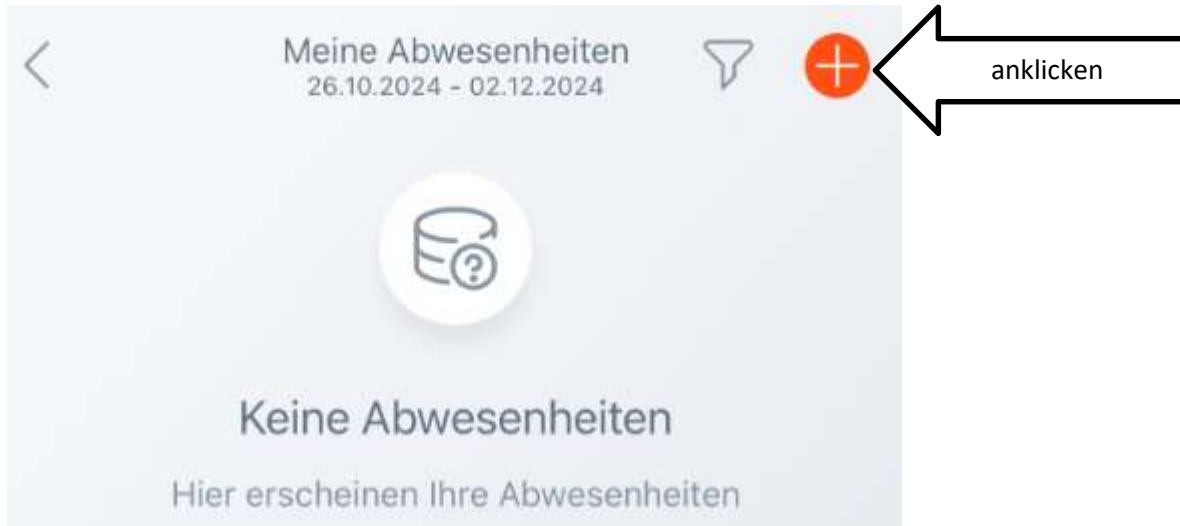 Meine Abwesenheiten
26.10.2024 - 02.12.2024
anklicken
Keine Abwesenheiten
Hier erscheinen Ihre Abwesenheiten